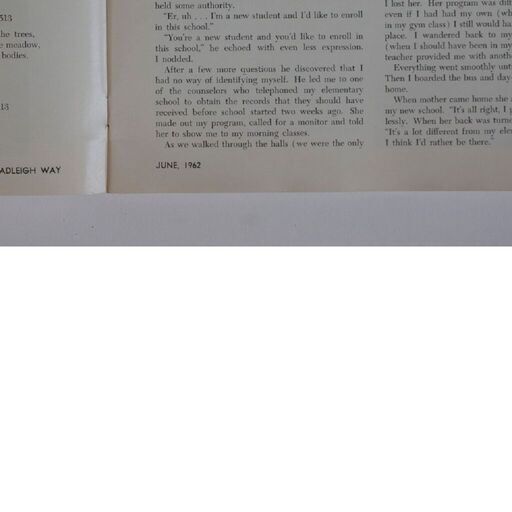 513
he trees,
e meadow,
bodies.
13
ADLEIGH WAY
held some authority.
"Er, uh . . . I'm a new student and I'd like to enroll
in this school."
"You're a new student and you'd like to enroll in
this school," he echoed with even less expression.
I nodded.
After a few more questions he discovered that I
had no way of identifying myself. He led me to one
of the counselors who telephoned my elementary
school to obtain the records that they should have
received before school started two weeks ago. She
made out my program, called for a monitor and told
her to show me to my morning classes.
As we walked through the halls (we were the only
JUNE, 1962
I lost her. Her program was diff
even if I had had my own (wh
in my gym class) I still would ha
place. I wandered back to my
(when I should have been in my
teacher provided me with anothe
Everything went smoothly unt
Then I boarded the bus and day-
home.
When mother came home she a
my new school. "It's all right, I g
lessly. When her back was turne
"It's a lot different from my elem
I think I'd rather be there."